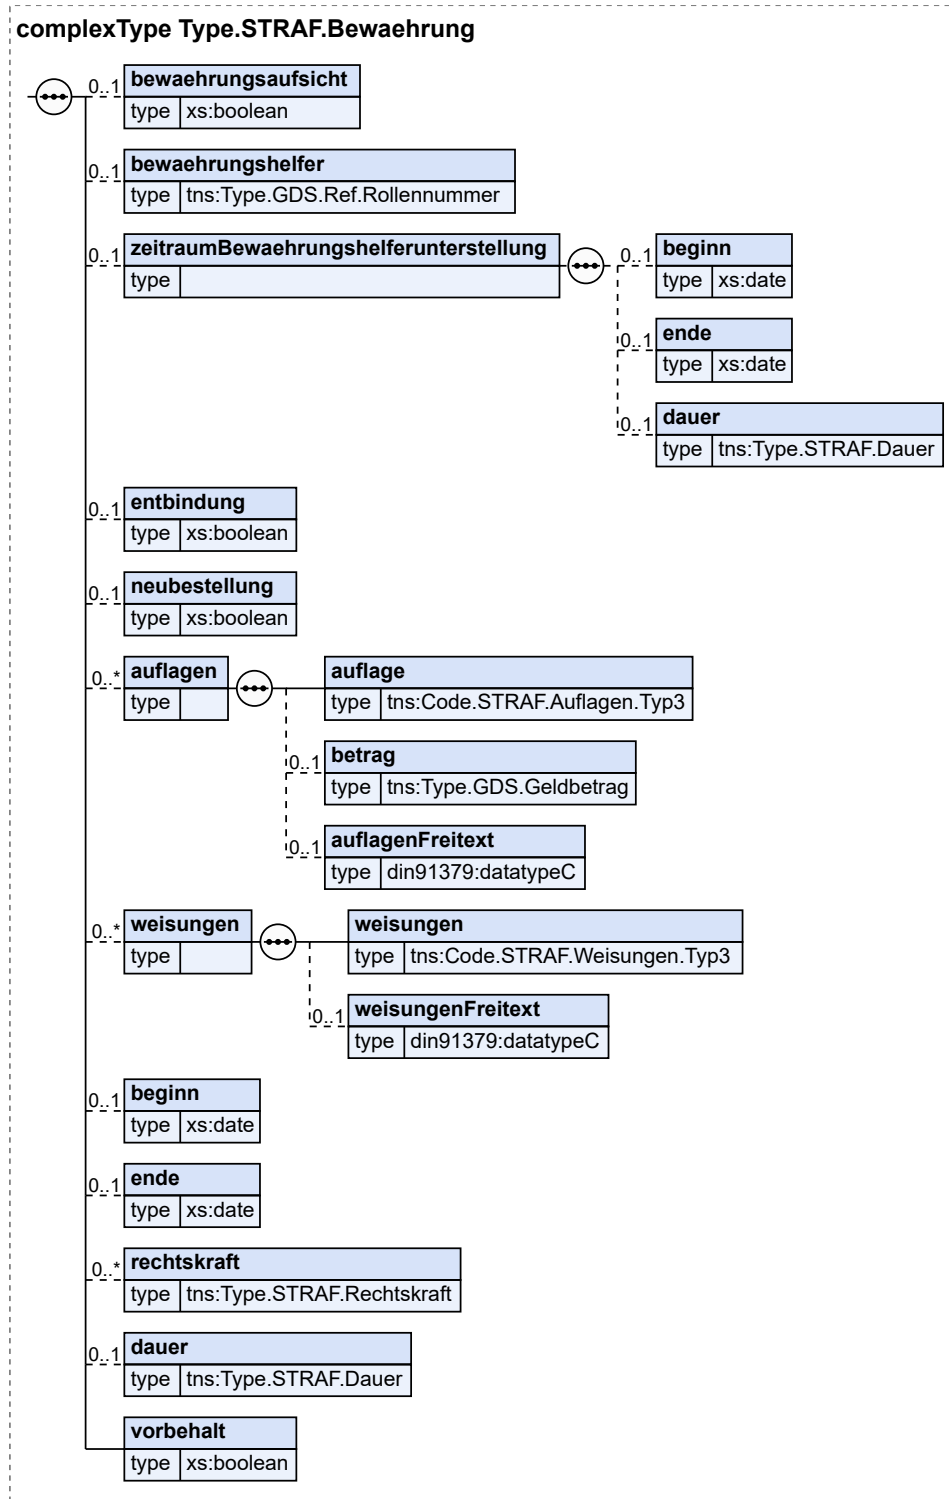 complexType Type.STRAF.Bewaehrung
0..1 bewaehrungsaufsicht
type xs:boolean
0..1 bewaehrungshelfer
type tns:Type.GDS.Ref.Rollennummer
0..1 zeitraumBewaehrungshelferunterstellung
type
0..1 beginn
type xs:date
0..1 ende
type xs:date
0..1 dauer
type tns:Type.STRAF.Dauer
0..1 entbindung
type xs:boolean
0..1 neubestellung
type xs:boolean
0..* auflagen
type
auflage
type tns:Code.STRAF.Auflagen.Typ3
0..1 betrag
type tns:Type.GDS.Geldbetrag
0..1 auflagenFreitext
type din91379:datatypeC
0..* weisungen
type
weisungen
type tns:Code.STRAF.Weisungen.Typ3
0..1 weisungenFreitext
type din91379:datatypeC
0..1 beginn
type xs:date
0..1 ende
type xs:date
0..* rechtskraft
type tns:Type.STRAF.Rechtskraft
0..1 dauer
type tns:Type.STRAF.Dauer
vorbehalt
type xs:boolean